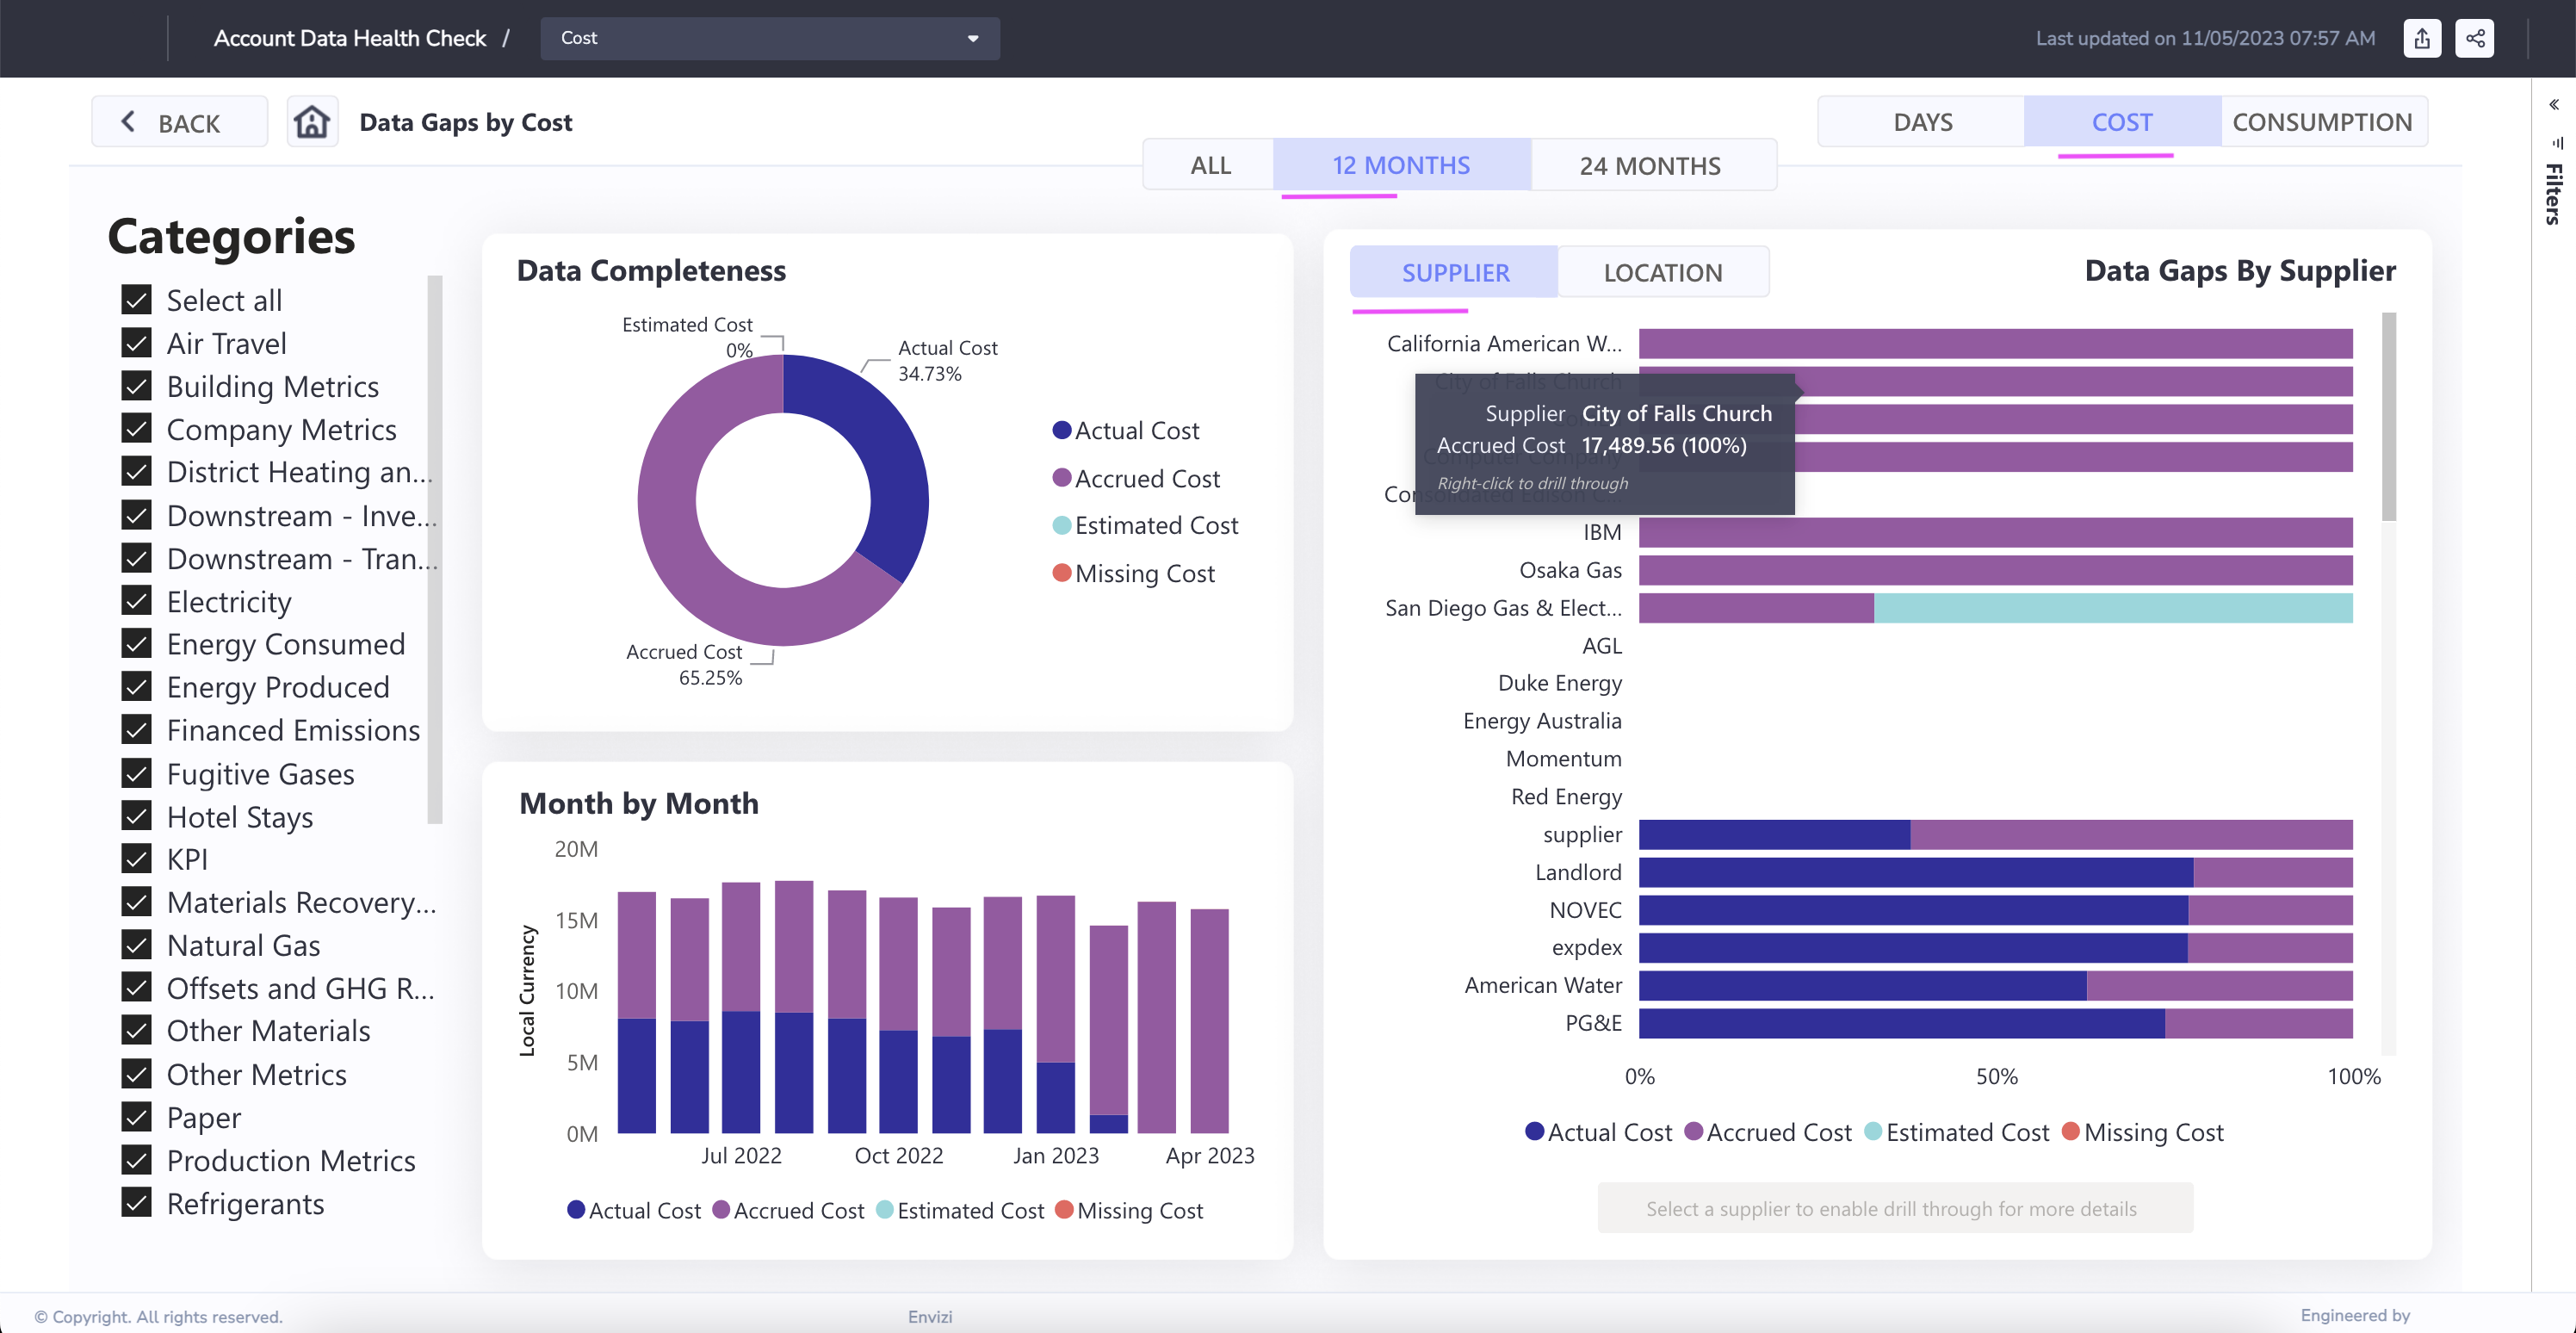 Account Data Health Check /
Cost
Last updated on 11/05/2023 07:57 AM
BACK
Data Gaps by Cost
DAYS
COST
CONSUMPTION
ALL
12 MONTHS
24 MONTHS
Filters
Categories
Select all
Air Travel
Building Metrics
Company Metrics
District Heating an...
Downstream - Inve...
Downstream - Tran...
Electricity
Energy Consumed
Energy Produced
Financed Emissions
Fugitive Gases
Hotel Stays
KPI
Materials Recovery...
Natural Gas
Offsets and GHG R...
Other Materials
Other Metrics
Paper
Production Metrics
Refrigerants
Data Completeness
Estimated Cost
0%
Actual Cost
34.73%
Accrued Cost
65.25%
Actual Cost
Accrued Cost
Estimated Cost
Missing Cost
Month by Month
Local Currency
20M
15M
10M
5M
0M
Jul 2022
Oct 2022
Jan 2023
Apr 2023
Actual Cost
Accrued Cost
Estimated Cost
Missing Cost
SUPPLIER
LOCATION
Data Gaps By Supplier
California American W...
City of Falls Church
Supplier City of Falls Church
Accrued Cost 17,489.56 (100%)
Right-click to drill through
Computer Company
Consolidated Edison C...
IBM
Osaka Gas
San Diego Gas & Elect...
AGL
Duke Energy
Energy Australia
Momentum
Red Energy
supplier
Landlord
NOVEC
expdex
American Water
PG&E
0%
50%
100%
Actual Cost
Accrued Cost
Estimated Cost
Missing Cost
Select a supplier to enable drill through for more details
© Copyright. All rights reserved.
Envizi
Engineered by